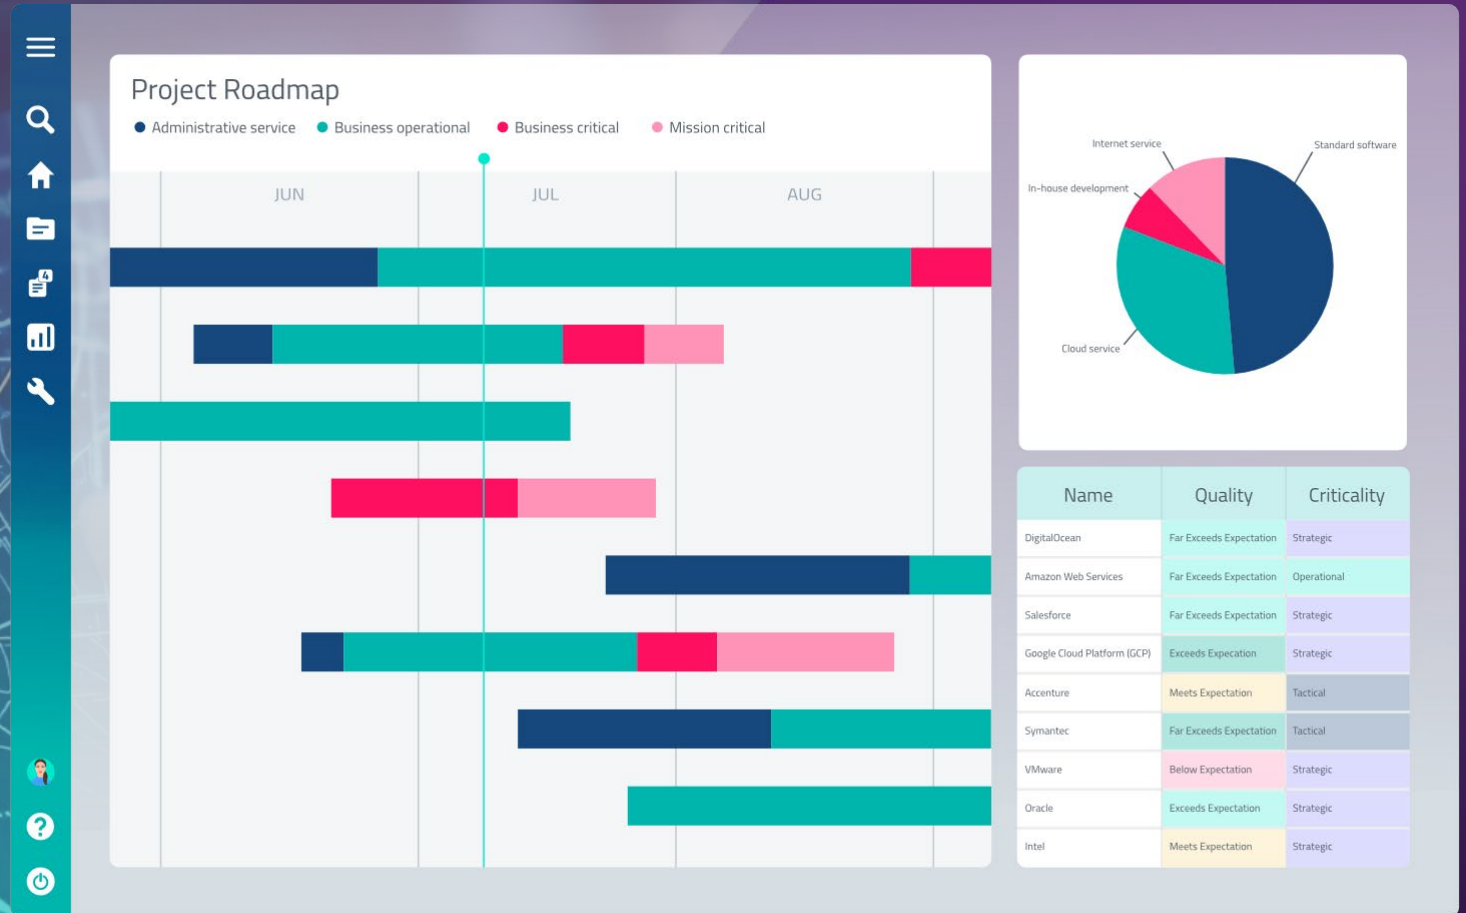 4
Project Roadmap
Administrative service Business operational Business critical Mission critical
JUN JUL AUG
Internet service
Standard software
In-house development
Cloud service
Name Quality Criticality
DigitalOcean Far Exceeds Expectation Strategic
Amazon Web Services Far Exceeds Expectation Operational
Salesforce Far Exceeds Expectation Strategic
Google Cloud Platform (GCP) Exceeds Expecation Strategic
Accenture Meets Expectation Tactical
Symantec Far Exceeds Expectation Tactical
VMware Below Expectation Strategic
Oracle Exceeds Expectation Strategic
Intel Meets Expectation Strategic
?